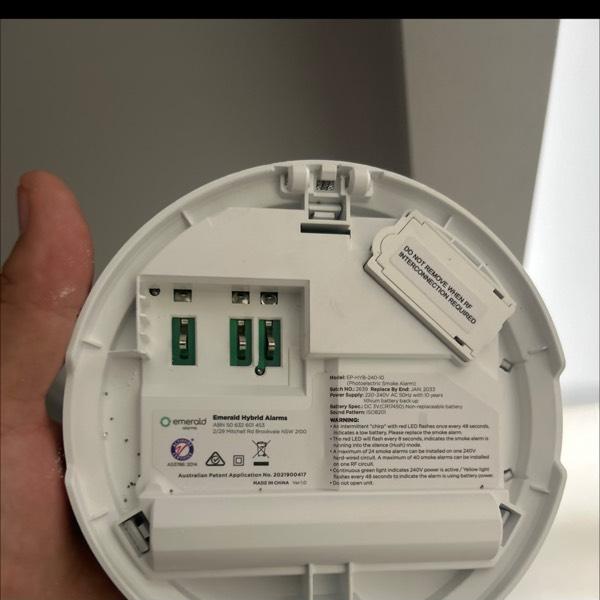 DO NOT REMOVE WHEN RF
INTERCONNECTION REQUIRED
Model: EP-HYB-240-10
(Photoelectric Smoke Alarm)
Batch NO.: 2639 Replace By End: JAN 2033
Power Supply: 220-240V AC 50Hz with 10 years
lithium battery back up
Battery Spec.: DC 3V(CR17450) Non-replaceable battery
Sound Pattern: ISO8201
WARNING:
• An intermittent "chirp" with red LED flashes once every 48 seconds,
indicates a low battery. Please replace the smoke alarm.
• The red LED will flash every 8 seconds, indicates the smoke alarm is
running into the silence (Hush) mode.
• A maximum of 24 smoke alarms can be installed on one 240V
hard-wired circuit. A maximum of 40 smoke alarms can be installed
on one RF circuit.
• Continuous green light indicates 240V power is active / Yellow light
flashes every 48 seconds to indicate the alarm is using battery power.
• Do not open unit.
emerald
alarms
Emerald Hybrid Alarms
ABN 50 632 601 453
2/29 Mitchell Rd Brookvale NSW 2100
AS3786: 2014
Australian Patent Application No. 2021900417
MADE IN CHINA Ver:1.0